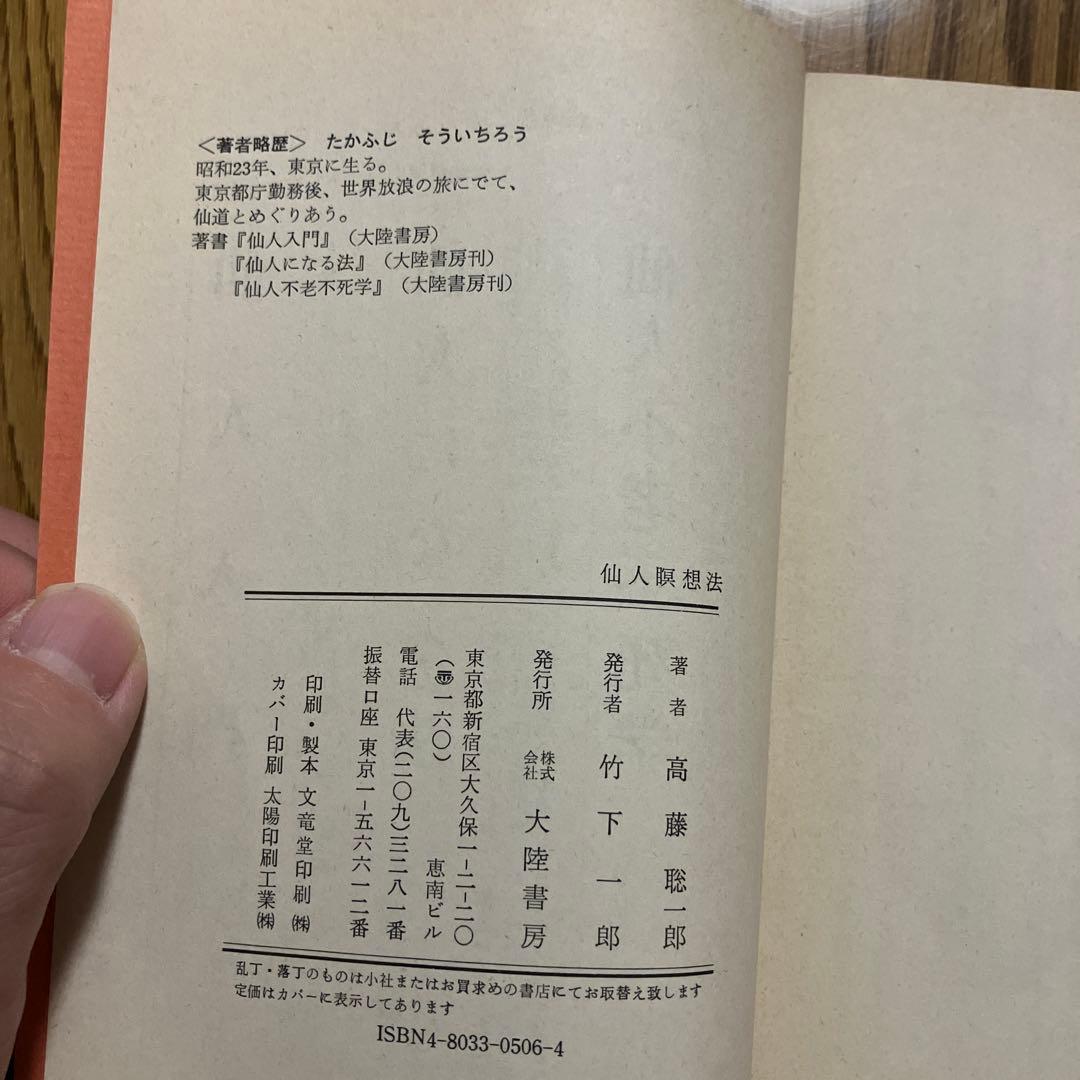 <著者略歴> たかふじ そういちろう
昭和23年、東京に生る。
東京都庁勤務後、世界放浪の旅にでて、
仙道とめぐりあう。
著書『仙人入門』(大陸書房)
『仙人になる法』(大陸書房刊)
『仙人不老不死学』(大陸書房刊)
仙人瞑想法
著者 高藤聡一郎
発行者 竹下一郎
発行所 株式会社 大陸書房
東京都新宿区大久保一-二-二〇
(〠一六〇) 恵南ビル
電話 代表(二〇九)三二八一番
振替口座 東京一-五六六一二番
印刷・製本 文竜堂印刷㈱
カバー印刷 太陽印刷工業㈱
乱丁・落丁のものは小社またはお買求めの書店にてお取替え致します
定価はカバーに表示してあります
ISBN4-8033-0506-4